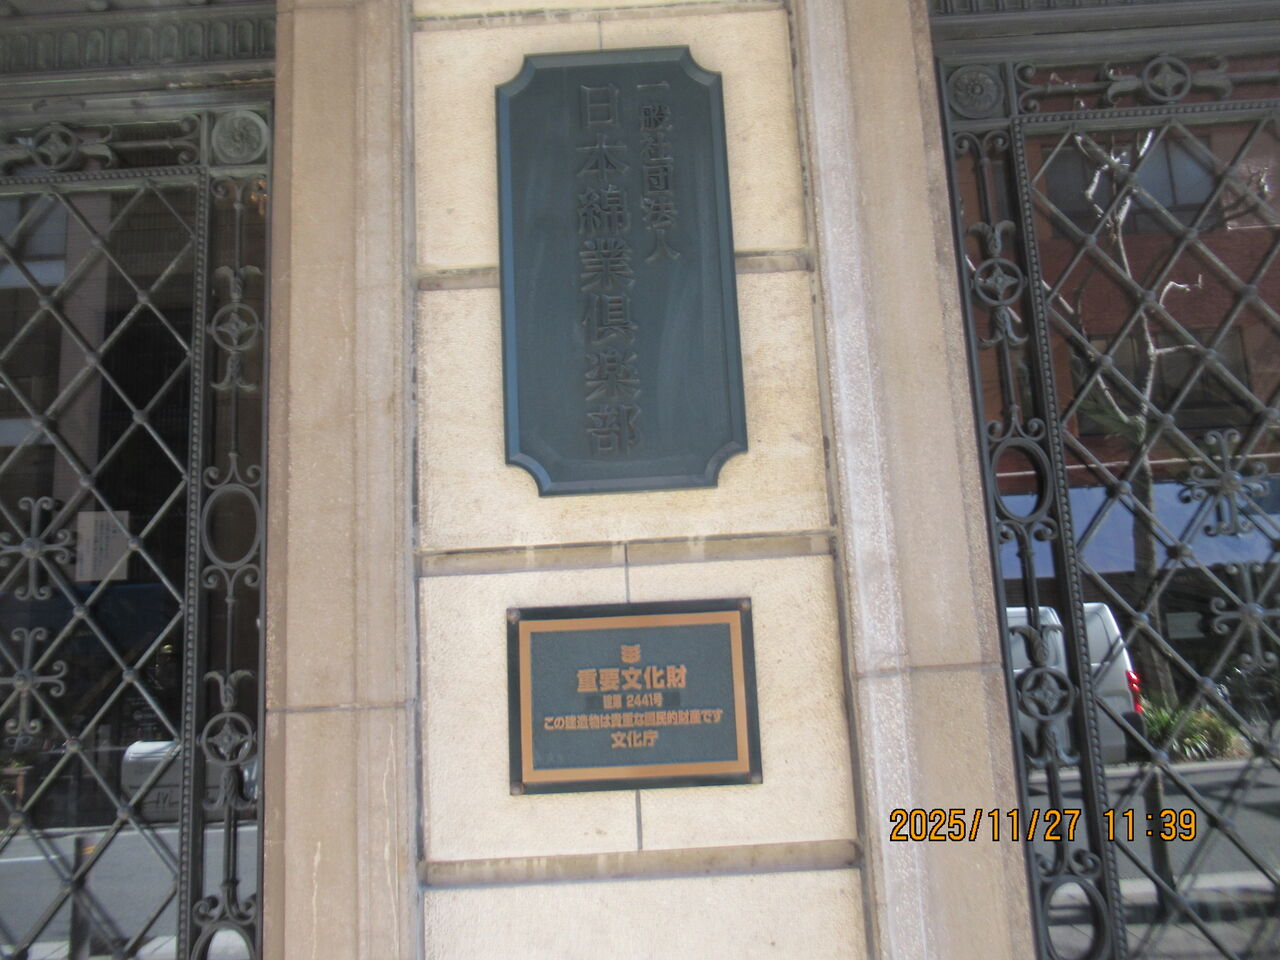 一般社団法人
日本綿業倶楽部
重要文化財
建第 2441号
この建造物は貴重な国民的財産です
文化庁
2025/11/27 11:39